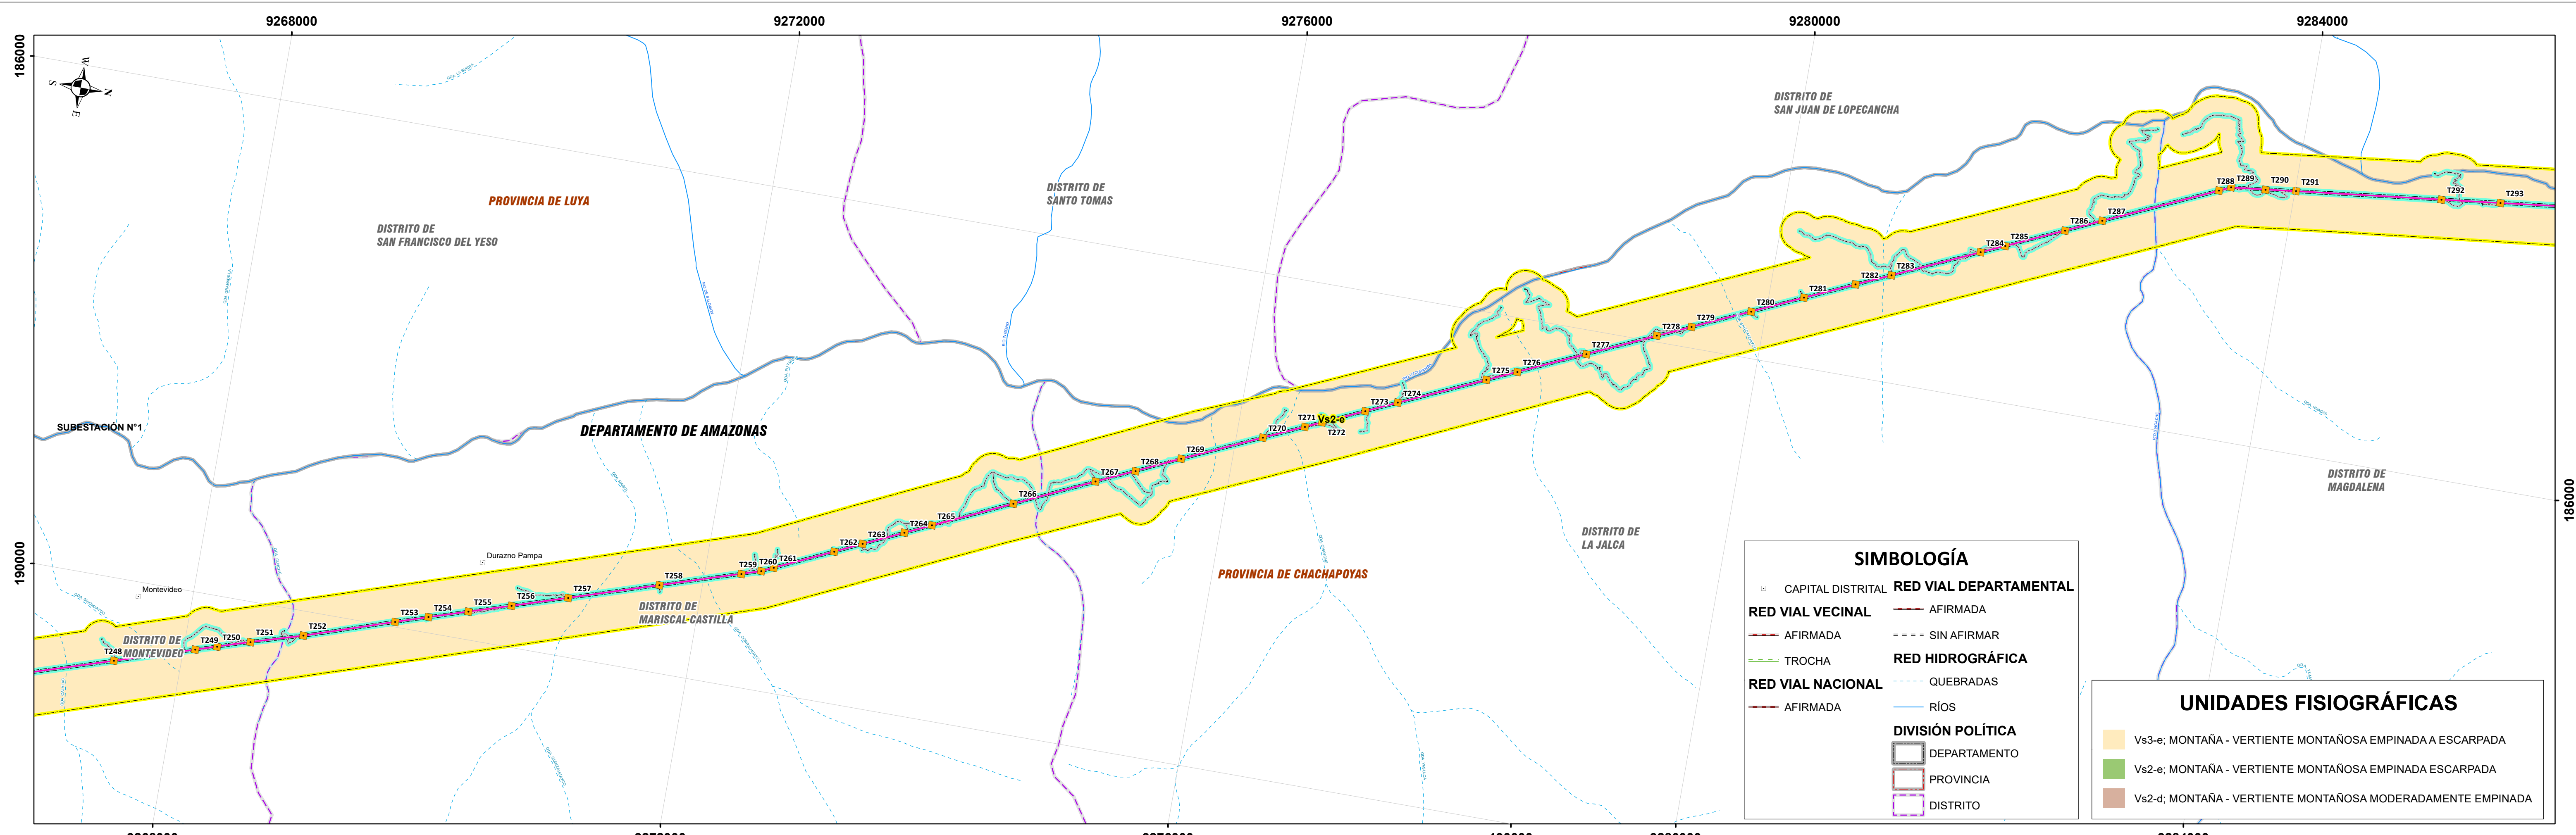 9268000
9272000
9276000
9280000
9284000
186000
W
S
N
E
DISTRITO DE
SAN JUAN DE LOPECANCHA
PROVINCIA DE LUYA
DISTRITO DE
SANTO TOMAS
DISTRITO DE
SAN FRANCISCO DEL YESO
SUBESTACIÓN N°1
DEPARTAMENTO DE AMAZONAS
DISTRITO DE
MAGDALENA
186000
DISTRITO DE
LA JALCA
PROVINCIA DE CHACHAPOYAS
190000
Durazno Pampa
Montevideo
DISTRITO DE
MARISCAL CASTILLA
DISTRITO DE
MONTEVIDEO
T248
T249
T250
T251
T252
T253
T254
T255
T256
T257
T258
T259
T260
T261
T262
T263
T264
T265
T266
T267
T268
T269
T270
T271
Vs2-e
T272
T273
T274
T275
T276
T277
T278
T279
T280
T281
T282
T283
T284
T285
T286
T287
T288
T289
T290
T291
T292
T293
SIMBOLOGÍA
CAPITAL DISTRITAL
RED VIAL VECINAL
AFIRMADA
TROCHA
RED VIAL NACIONAL
AFIRMADA
RED VIAL DEPARTAMENTAL
AFIRMADA
SIN AFIRMAR
RED HIDROGRÁFICA
QUEBRADAS
RÍOS
DIVISIÓN POLÍTICA
DEPARTAMENTO
PROVINCIA
DISTRITO
UNIDADES FISIOGRÁFICAS
Vs3-e; MONTAÑA - VERTIENTE MONTAÑOSA EMPINADA A ESCARPADA
Vs2-e; MONTAÑA - VERTIENTE MONTAÑOSA EMPINADA ESCARPADA
Vs2-d; MONTAÑA - VERTIENTE MONTAÑOSA MODERADAMENTE EMPINADA